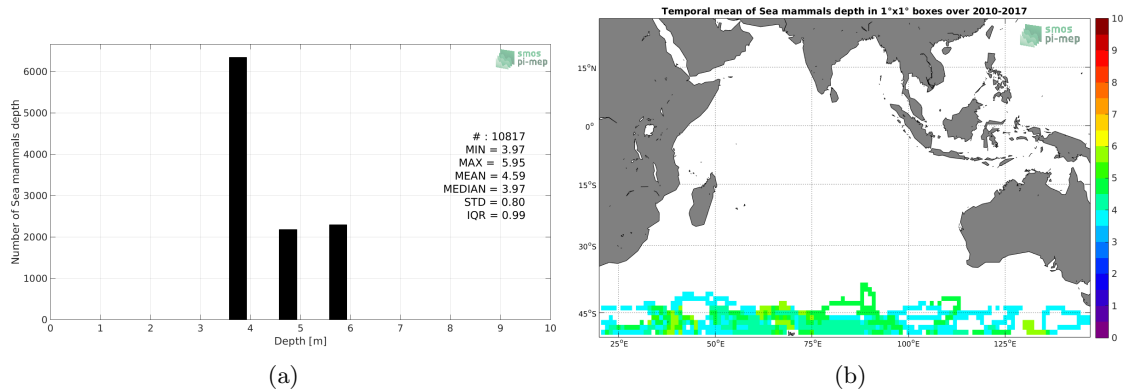 smos
pi-mep
Number of Sea mammals depth
6000
5000
4000
3000
2000
1000
0
# : 10817
MIN = 3.97
MAX = 5.95
MEAN = 4.59
MEDIAN = 3.97
STD = 0.80
IQR = 0.99
0 1 2 3 4 5 6 7 8 9 10
Depth [m]
(a)
Temporal mean of Sea mammals depth in 1°x1° boxes over 2010-2017
smos
pi-mep
15°N
0°
15°S
30°S
45°S
25°E 50°E 75°E 100°E 125°E
10
9
8
7
6
5
4
3
2
1
0
(b)